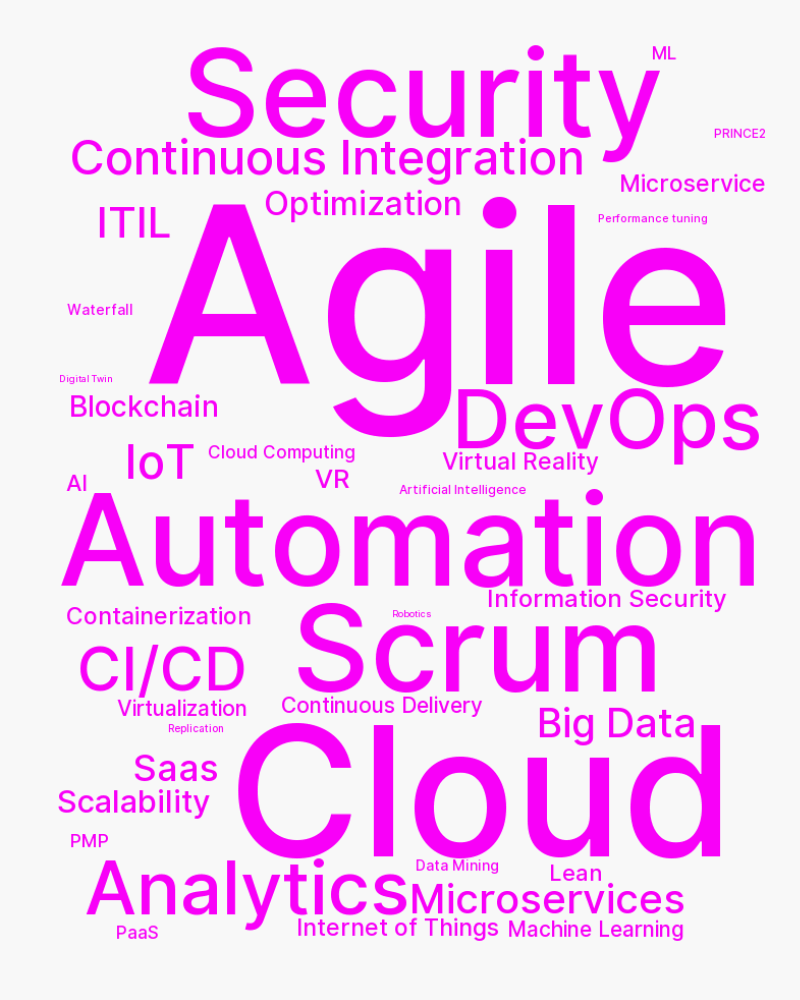 Security
ML
PRINCE2
Continuous Integration
Microservice
Optimization
ITIL
Performance tuning
Agile
Waterfall
Digital Twin
Blockchain
DevOps
IoT
Cloud Computing
Virtual Reality
VR
AI
Artificial Intelligence
Automation
Information Security
Containerization
Robotics
Scrum
CI/CD
Virtualization
Continuous Delivery
Replication
Big Data
Saas
Cloud
Scalability
PMP
Data Mining
Lean
Analytics
Microservices
Internet of Things
Machine Learning
PaaS